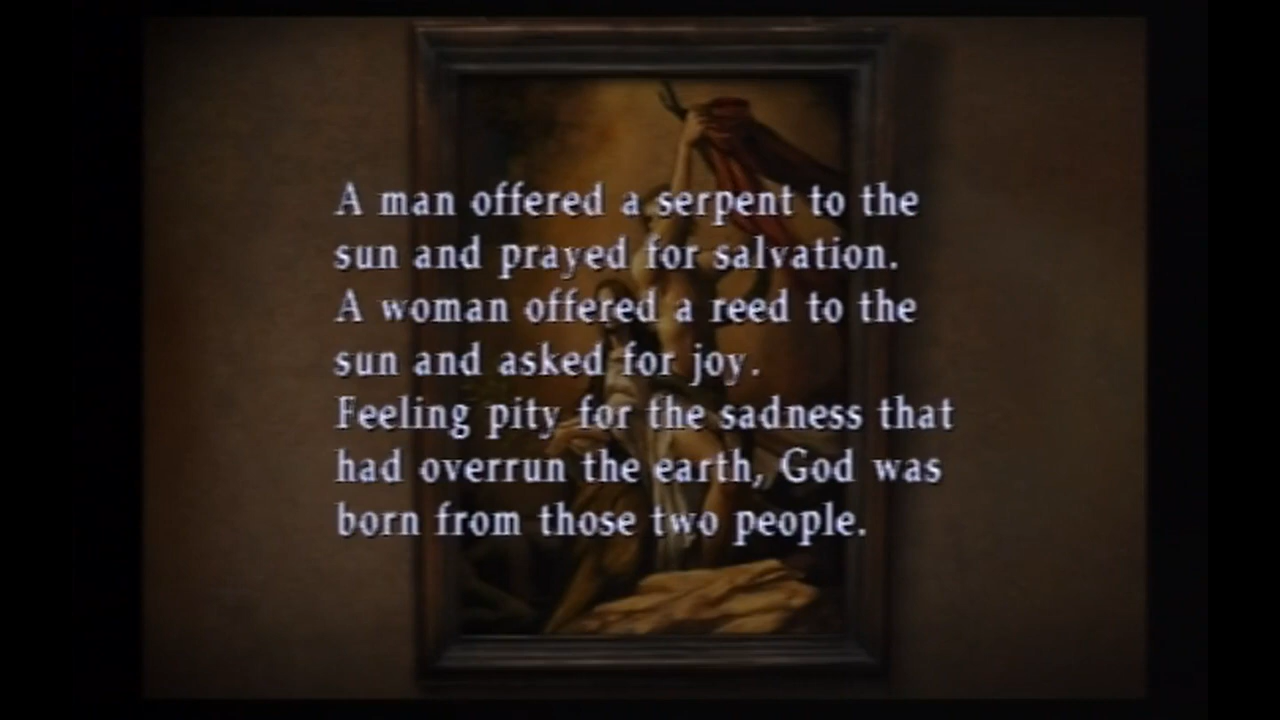 A man offered a serpent to the
sun and prayed for salvation.
A woman offered a reed to the
sun and asked for joy.
Feeling pity for the sadness that
had overrun the earth, God was
born from those two people.